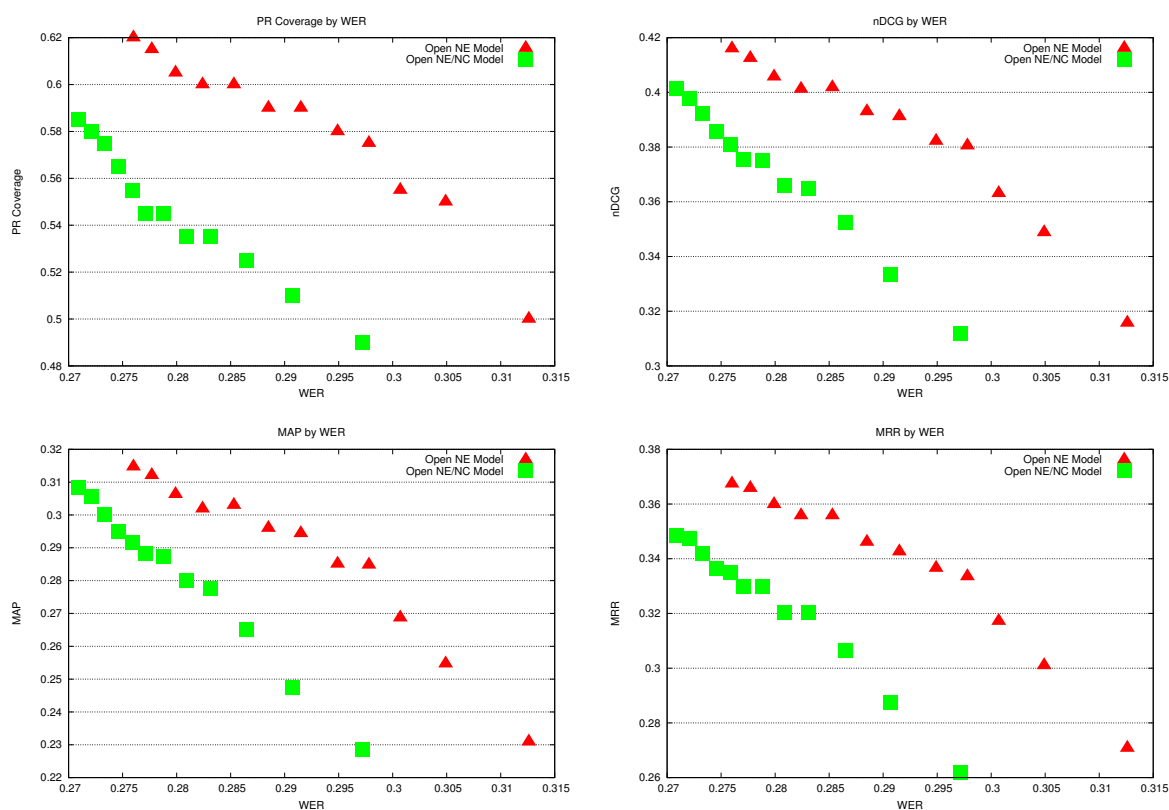 PR Coverage by WER
Open NE Model
Open NE/NC Model
PR Coverage
0.62
0.6
0.58
0.56
0.54
0.52
0.5
0.48
0.27 0.275 0.28 0.285 0.29 0.295 0.3 0.305 0.31 0.315
WER
nDCG by WER
Open NE Model
Open NE/NC Model
nDCG
0.42
0.4
0.38
0.36
0.34
0.32
0.3
0.27 0.275 0.28 0.285 0.29 0.295 0.3 0.305 0.31 0.315
WER
MAP by WER
Open NE Model
Open NE/NC Model
MAP
0.32
0.31
0.3
0.29
0.28
0.27
0.26
0.25
0.24
0.23
0.22
0.27 0.275 0.28 0.285 0.29 0.295 0.3 0.305 0.31 0.315
WER
MRR by WER
Open NE Model
Open NE/NC Model
MRR
0.38
0.36
0.34
0.32
0.3
0.28
0.26
0.27 0.275 0.28 0.285 0.29 0.295 0.3 0.305 0.31 0.315
WER